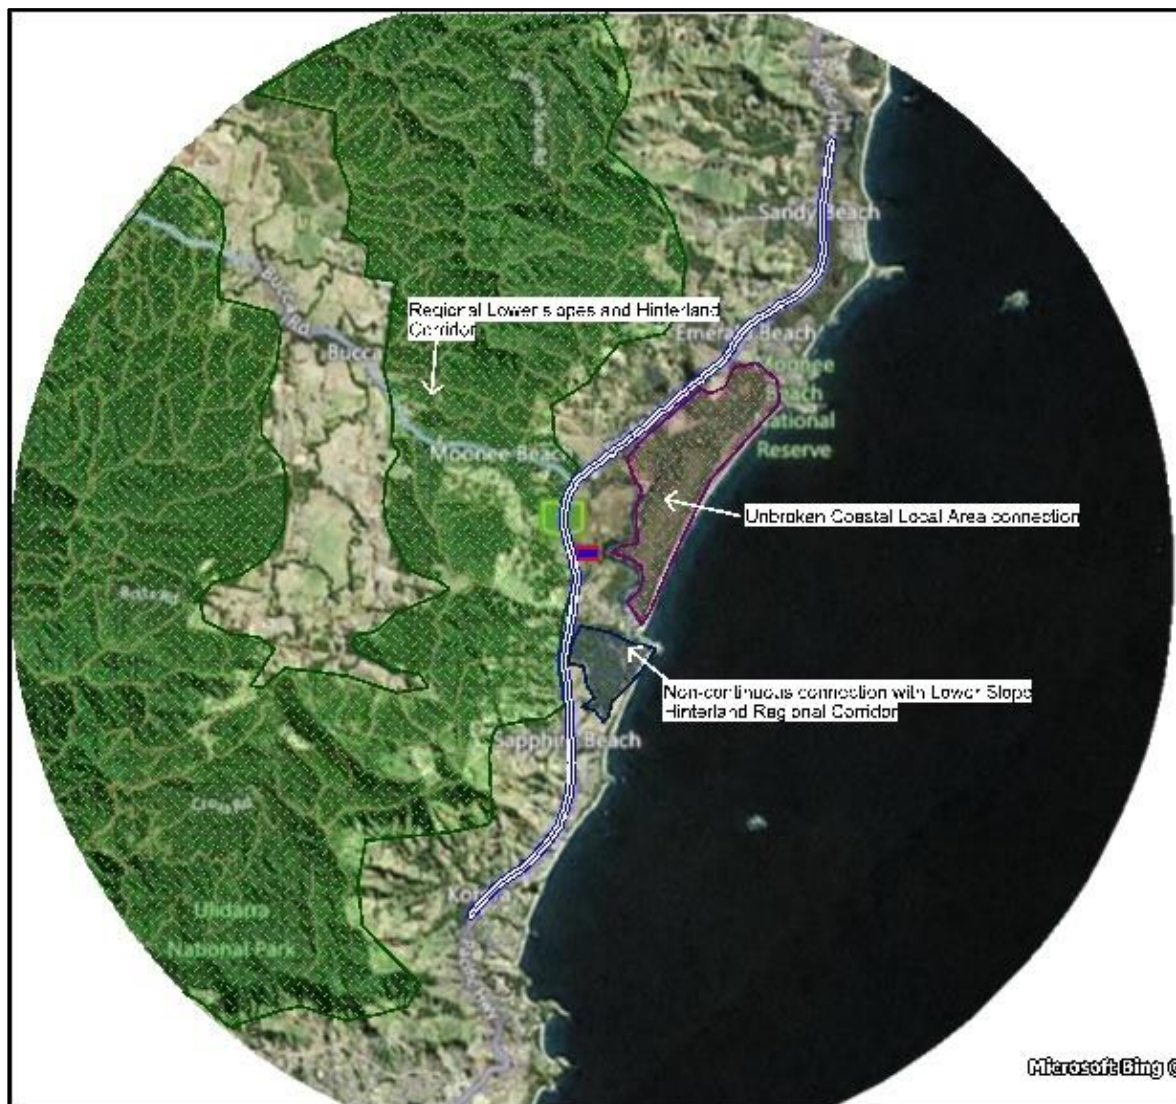 Sandy Beach
Regional Lower slopes and Hinterland
Corridor
Bucca Rd
Bucca
Emerald Beach
Moonee
Beach
National
Reserve
Moonee Beach
Unbroken Coastal Local Area connection
Non-continuous connection with Lower Slope
Hinterland Regional Corridor
Sapphire Beach
Korora
Ulidarra
National Park
Microsoft Bing ©